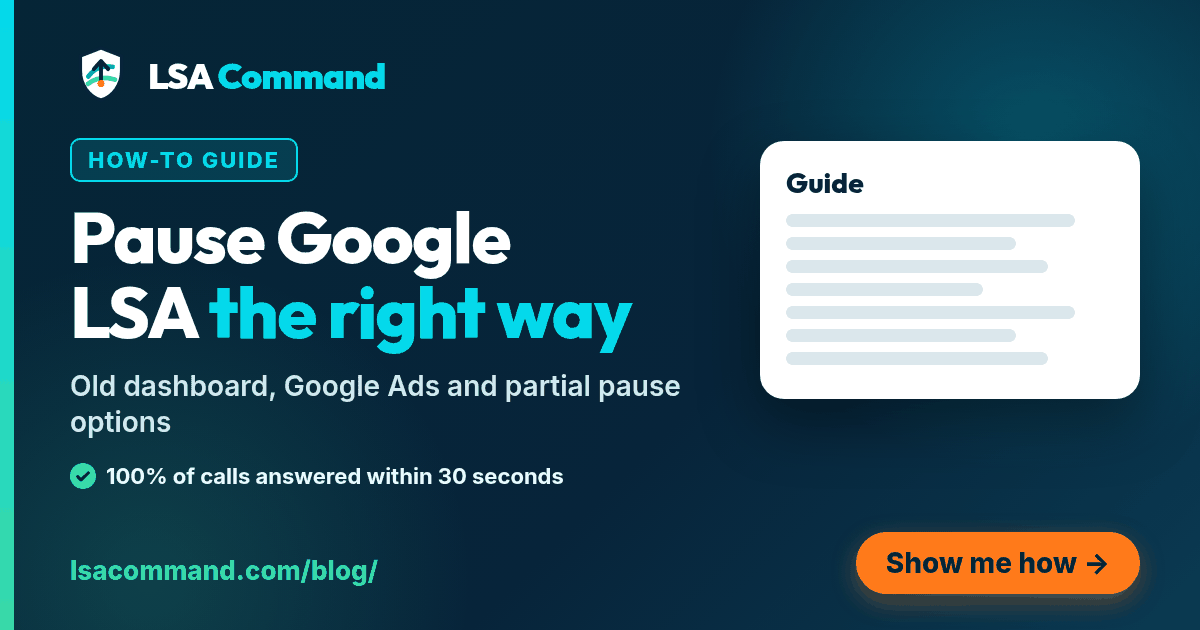 LSA Command
HOW-TO GUIDE
Pause Google
LSA the right way
Old dashboard, Google Ads and partial pause
options
100% of calls answered within 30 seconds
lsacommand.com/blog/
Guide
Show me how →